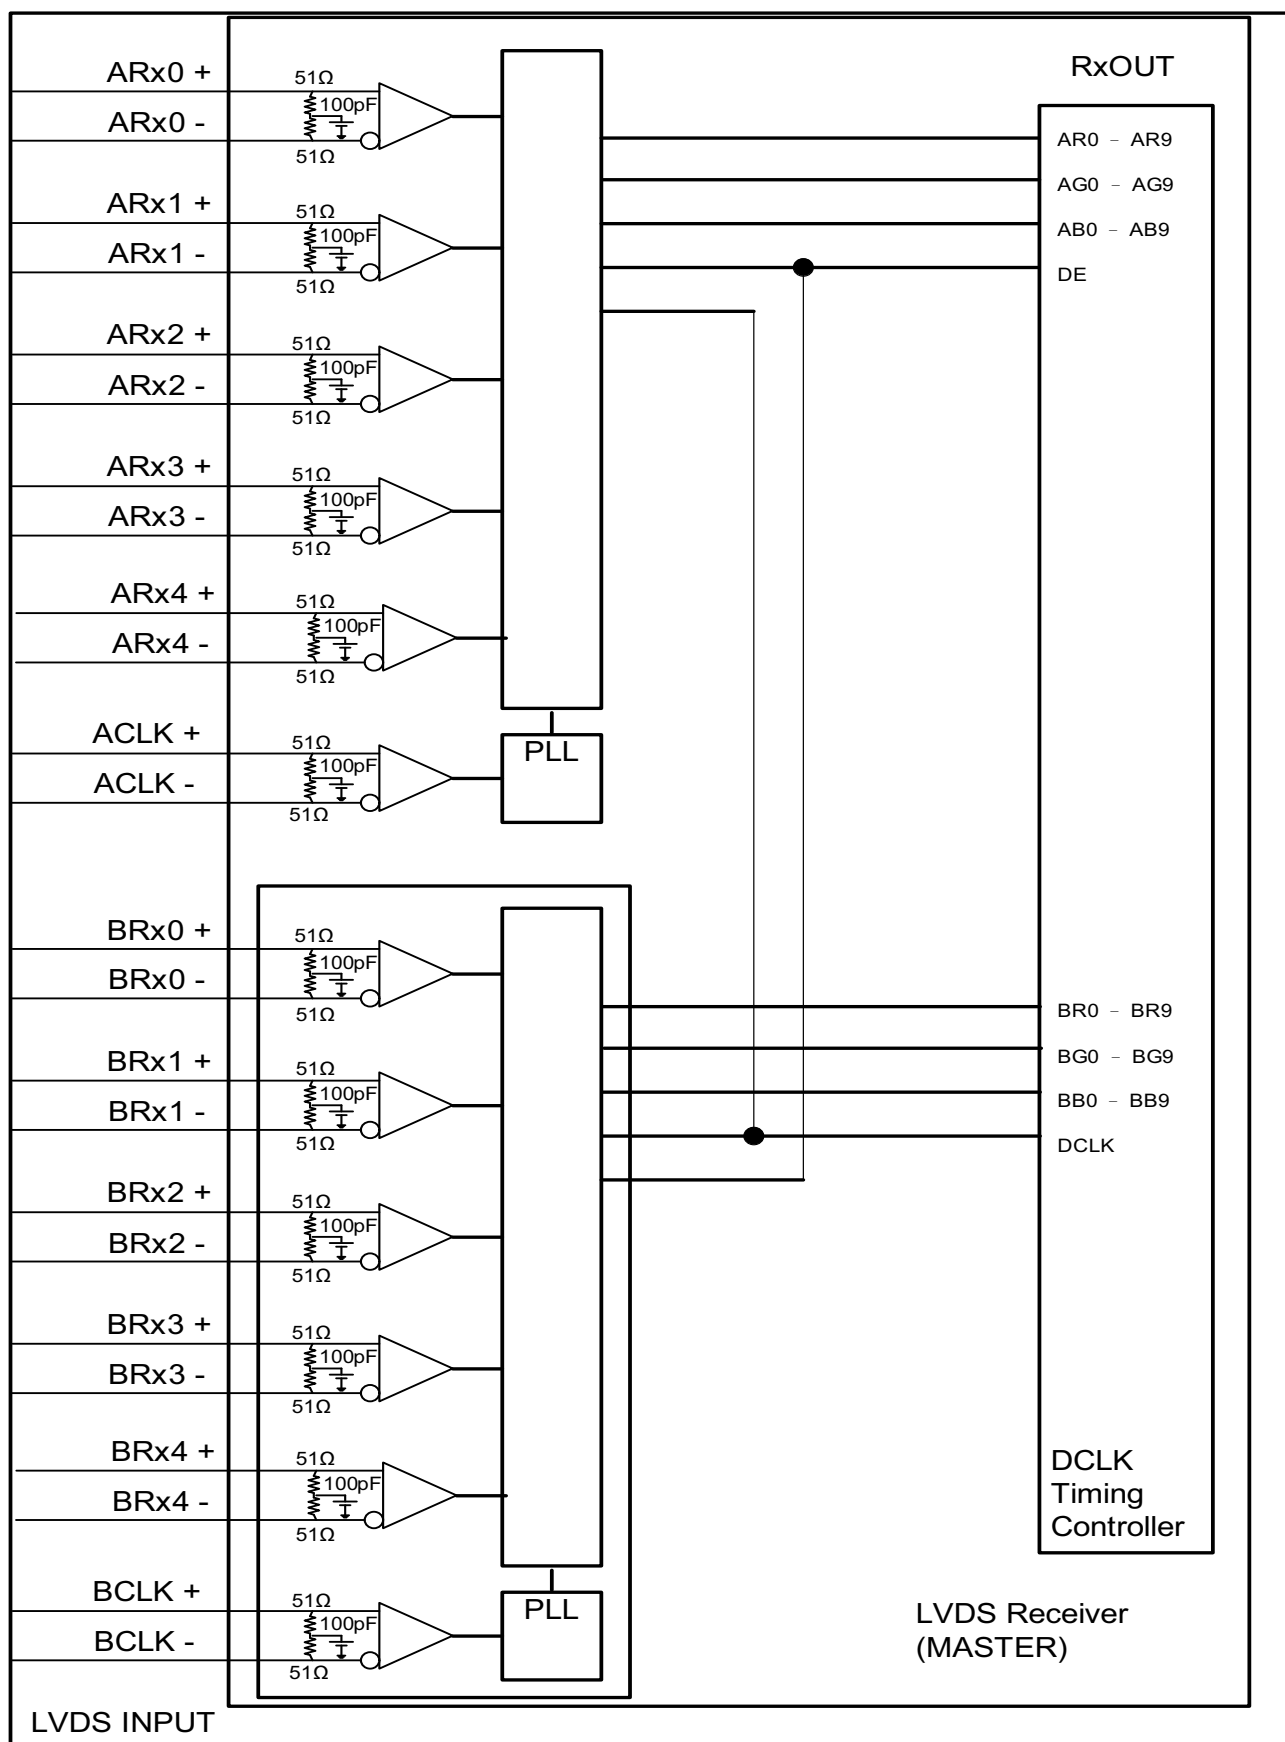 RxOUT
ARx0 +
51Ω
100pF
ARx0 -
51Ω
AR0 - AR9
AG0 - AG9
ARx1 +
51Ω
100pF
ARx1 -
51Ω
AB0 - AB9
DE
ARx2 +
51Ω
100pF
ARx2 -
51Ω
ARx3 +
51Ω
100pF
ARx3 -
51Ω
ARx4 +
51Ω
100pF
ARx4 -
51Ω
ACLK +
51Ω
100pF
ACLK -
51Ω
PLL
BRx0 +
51Ω
100pF
BRx0 -
51Ω
BR0 - BR9
BG0 - BG9
BRx1 +
51Ω
100pF
BRx1 -
51Ω
BB0 - BB9
DCLK
BRx2 +
51Ω
100pF
BRx2 -
51Ω
BRx3 +
51Ω
100pF
BRx3 -
51Ω
BRx4 +
51Ω
100pF
BRx4 -
51Ω
DCLK
Timing
Controller
BCLK +
51Ω
100pF
BCLK -
51Ω
PLL
LVDS Receiver
(MASTER)
LVDS INPUT